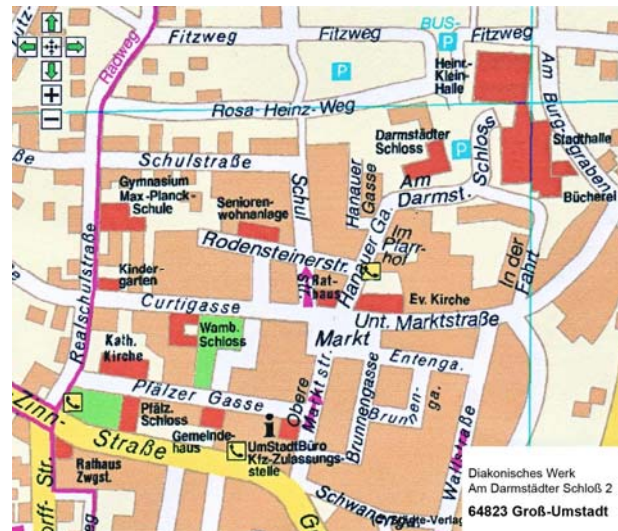 Fitzweg
Fitzweg
Fitzweg
BUS-
P
P
Radweg
Heinr.-
Klein-
Halle
Rosa-Heinz-Weg
Am Burggraben
Stadthalle
Bücherei
Darmstädter
Schloss
P
Am Darmst. Schloss
Schulstraße
Gymnasium
Max-Planck-
Schule
Senioren-
wohnanlage
Schul
str.
Hanauer
Gasse
Hanauer Ga.
Im
Pfarr-
hof
Rodensteinerstr.
In der
Fahrt
Kinder-
garten
Rat-
haus
Ev. Kirche
Realschulstraße
Curtigasse
Unt. Marktstraße
Markt
Wamb.
Schloss
Kath.
Kirche
Entenga.
Pfälzer Gasse
Obere
Marktstr.
Brunnengasse
Brunnen-
ga.
Wallstraße
Zinn-
Straße
Pfälz.
Schloss
Gemeinde-
haus
i
UmStadtBüro
Kfz-Zulassungs-
stelle
Rathaus
Zwgst.
orff- Str.
Schwanenga.
Diakonisches Werk
Am Darmstädter Schloß 2
64823 Groß-Umstadt